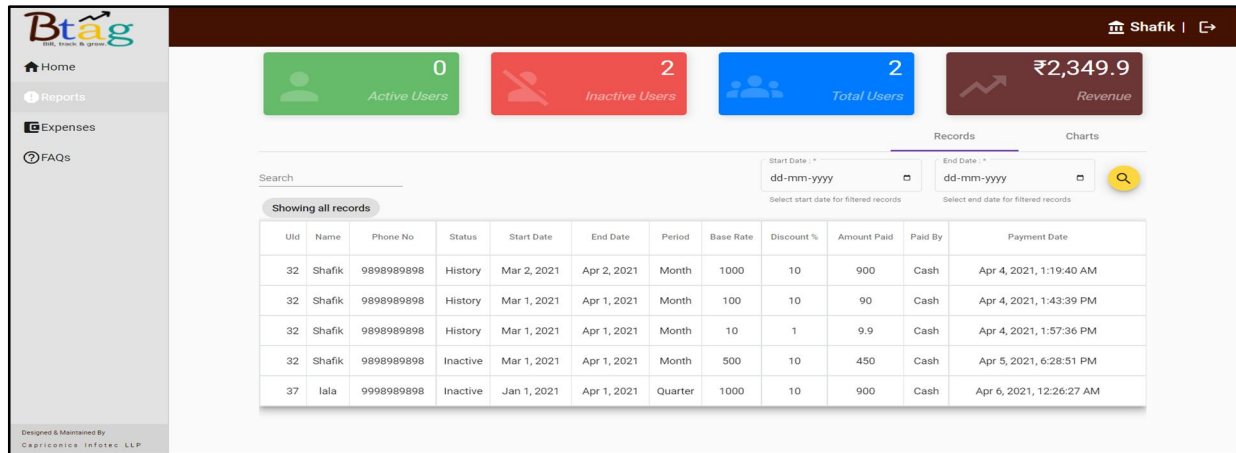 Btag
Bill, track & grow.
Shafik |
Home
Reports
Expenses
FAQs
0
Active Users
2
Inactive Users
2
Total Users
₹2,349.9
Revenue
Records Charts
Search
Start Date : *
dd-mm-yyyy
Select start date for filtered records
End Date : *
dd-mm-yyyy
Select end date for filtered records
Showing all records
UId Name Phone No Status Start Date End Date Period Base Rate Discount % Amount Paid Paid By Payment Date
32 Shafik 9898989898 History Mar 2, 2021 Apr 2, 2021 Month 1000 10 900 Cash Apr 4, 2021, 1:19:40 AM
32 Shafik 9898989898 History Mar 1, 2021 Apr 1, 2021 Month 100 10 90 Cash Apr 4, 2021, 1:43:39 PM
32 Shafik 9898989898 History Mar 1, 2021 Apr 1, 2021 Month 10 1 9.9 Cash Apr 4, 2021, 1:57:36 PM
32 Shafik 9898989898 Inactive Mar 1, 2021 Apr 1, 2021 Month 500 10 450 Cash Apr 5, 2021, 6:28:51 PM
37 lala 9998989898 Inactive Jan 1, 2021 Apr 1, 2021 Quarter 1000 10 900 Cash Apr 6, 2021, 12:26:27 AM
Designed & Maintained By
Capriconics Infotec LLP